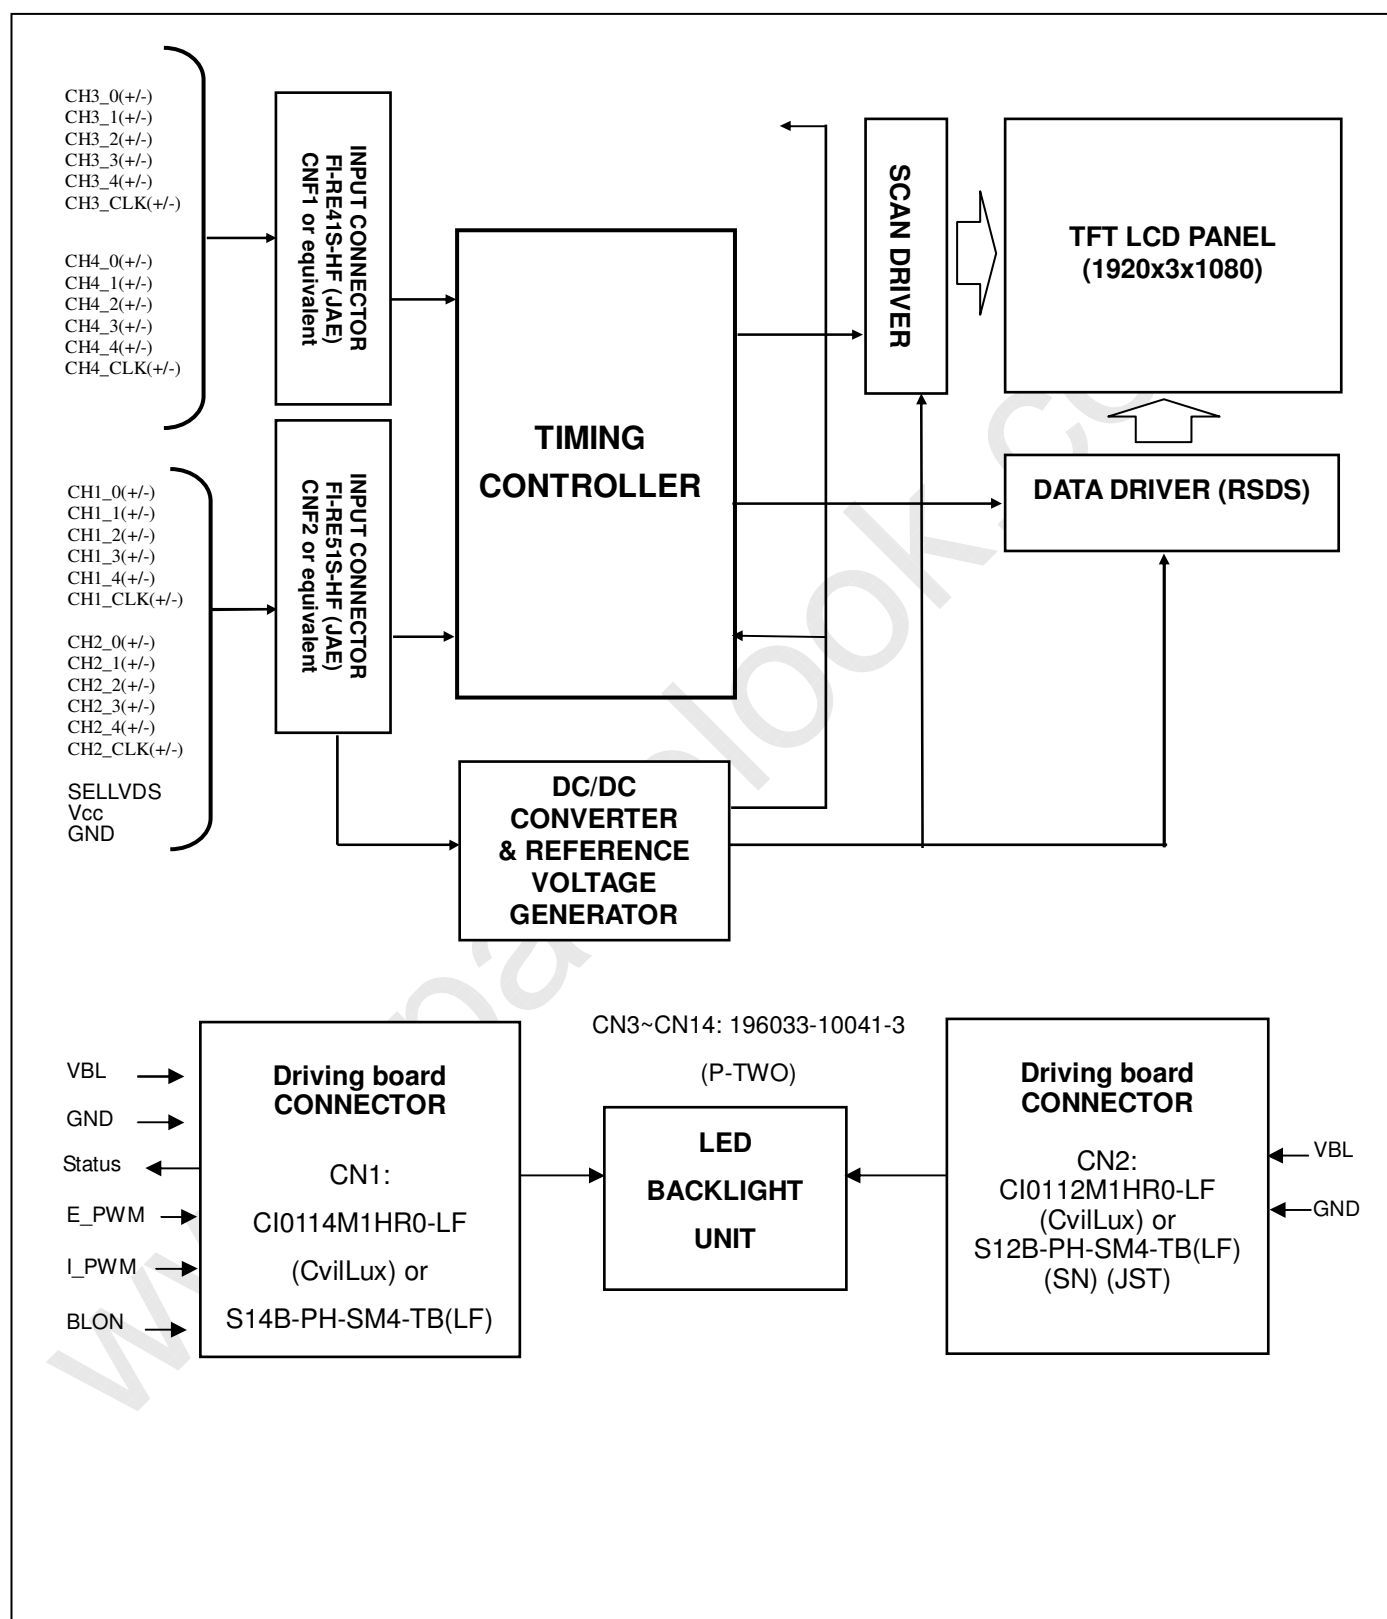 CH3_0(+/-)
CH3_1(+/-)
CH3_2(+/-)
CH3_3(+/-)
CH3_4(+/-)
CH3_CLK(+/-)
CH4_0(+/-)
CH4_1(+/-)
CH4_2(+/-)
CH4_3(+/-)
CH4_4(+/-)
CH4_CLK(+/-)
INPUT CONNECTOR
FI-RE41S-HF (JAE)
CNF1 or equivalent
CH1_0(+/-)
CH1_1(+/-)
CH1_2(+/-)
CH1_3(+/-)
CH1_4(+/-)
CH1_CLK(+/-)
CH2_0(+/-)
CH2_1(+/-)
CH2_2(+/-)
CH2_3(+/-)
CH2_4(+/-)
CH2_CLK(+/-)
SELLVDS
Vcc
GND
INPUT CONNECTOR
FI-RE51S-HF (JAE)
CNF2 or equivalent
TIMING
CONTROLLER
SCAN DRIVER
TFT LCD PANEL
(1920x3x1080)
DATA DRIVER (RSDS)
DC/DC
CONVERTER
& REFERENCE
VOLTAGE
GENERATOR
VBL
GND
Status
E_PWM
I_PWM
BLON
Driving board
CONNECTOR
CN1:
CI0114M1HR0-LF
(CvilLux) or
S14B-PH-SM4-TB(LF)
CN3~CN14: 196033-10041-3
(P-TWO)
LED
BACKLIGHT
UNIT
Driving board
CONNECTOR
CN2:
CI0112M1HR0-LF
(CvilLux) or
S12B-PH-SM4-TB(LF)
(SN) (JST)
VBL
GND